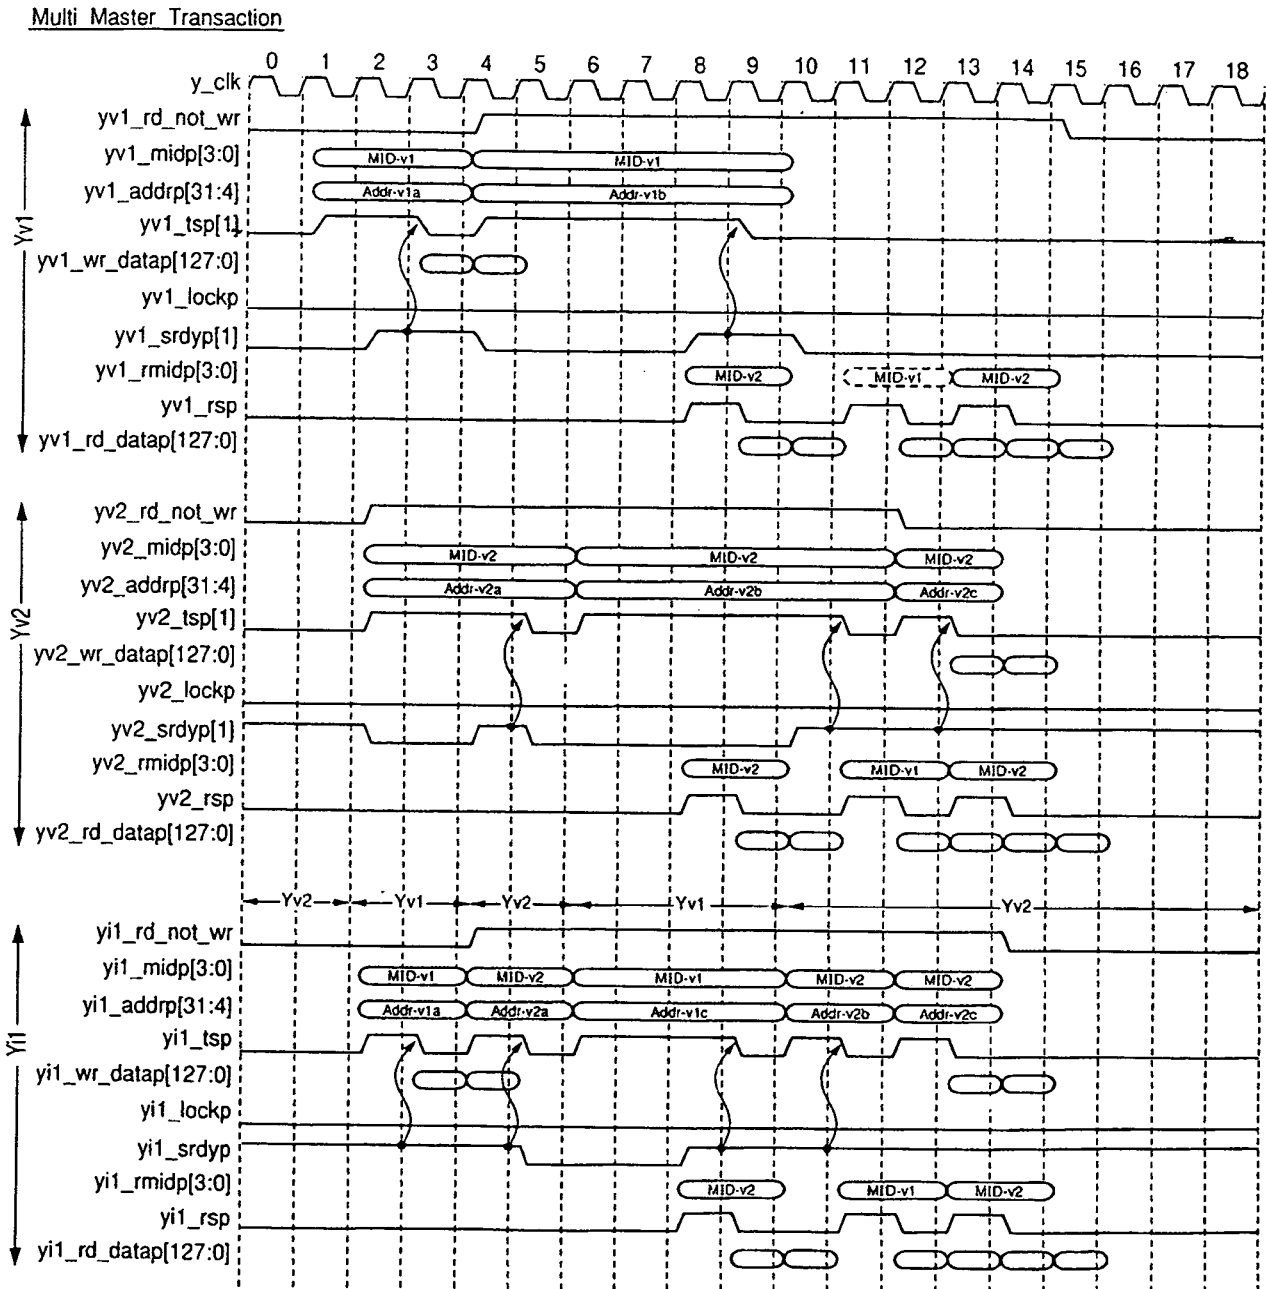 Multi Master Transaction
0 1 2 3 4 5 6 7 8 9 10 11 12 13 14 15 16 17 18
y_clk
Yv1
yv1_rd_not_wr
yv1_midp[3:0] MID-v1 MID-v1
yv1_addrp[31:4] Addr-v1a Addr-v1b
yv1_tsp[1]
yv1_wr_datap[127:0]
yv1_lockp
yv1_srdyp[1]
yv1_rmidp[3:0] MID-v2 MID-v1 MID-v2
yv1_rsp
yv1_rd_datap[127:0]
Yv2
yv2_rd_not_wr
yv2_midp[3:0] MID-v2 MID-v2 MID-v2
yv2_addrp[31:4] Addr-v2a Addr-v2b Addr-v2c
yv2_tsp[1]
yv2_wr_datap[127:0]
yv2_lockp
yv2_srdyp[1]
yv2_rmidp[3:0] MID-v2 MID-v1 MID-v2
yv2_rsp
yv2_rd_datap[127:0]
Yv2 Yv1 Yv2 Yv1 Yv2
Yi1
yi1_rd_not_wr
yi1_midp[3:0] MID-v1 MID-v2 MID-v1 MID-v2 MID-v2
yi1_addrp[31:4] Addr-v1a Addr-v2a Addr-v1c Addr-v2b Addr-v2c
yi1_tsp
yi1_wr_datap[127:0]
yi1_lockp
yi1_srdyp
yi1_rmidp[3:0] MID-v2 MID-v1 MID-v2
yi1_rsp
yi1_rd_datap[127:0]